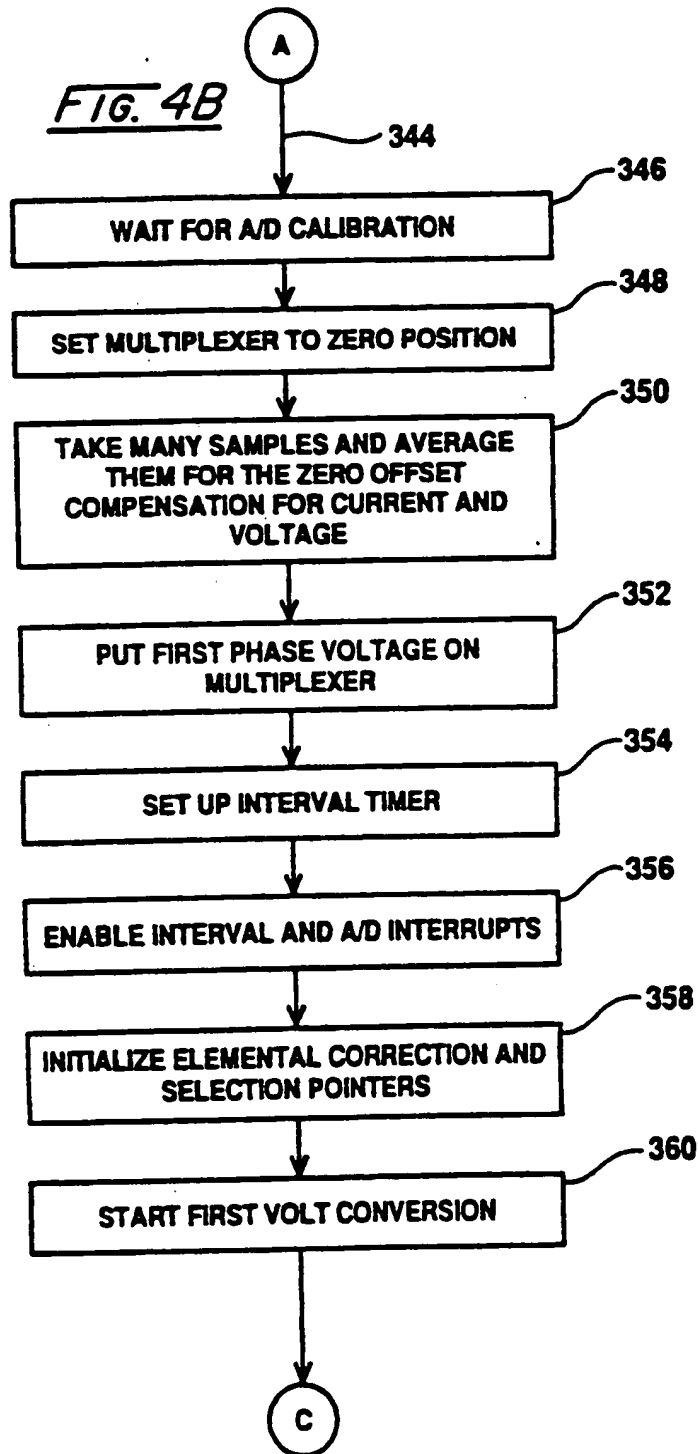 A
FIG. 4B
344
346
WAIT FOR A/D CALIBRATION
348
SET MULTIPLEXER TO ZERO POSITION
350
TAKE MANY SAMPLES AND AVERAGE
THEM FOR THE ZERO OFFSET
COMPENSATION FOR CURRENT AND
VOLTAGE
352
PUT FIRST PHASE VOLTAGE ON
MULTIPLEXER
354
SET UP INTERVAL TIMER
356
ENABLE INTERVAL AND A/D INTERRUPTS
358
INITIALIZE ELEMENTAL CORRECTION AND
SELECTION POINTERS
360
START FIRST VOLT CONVERSION
C